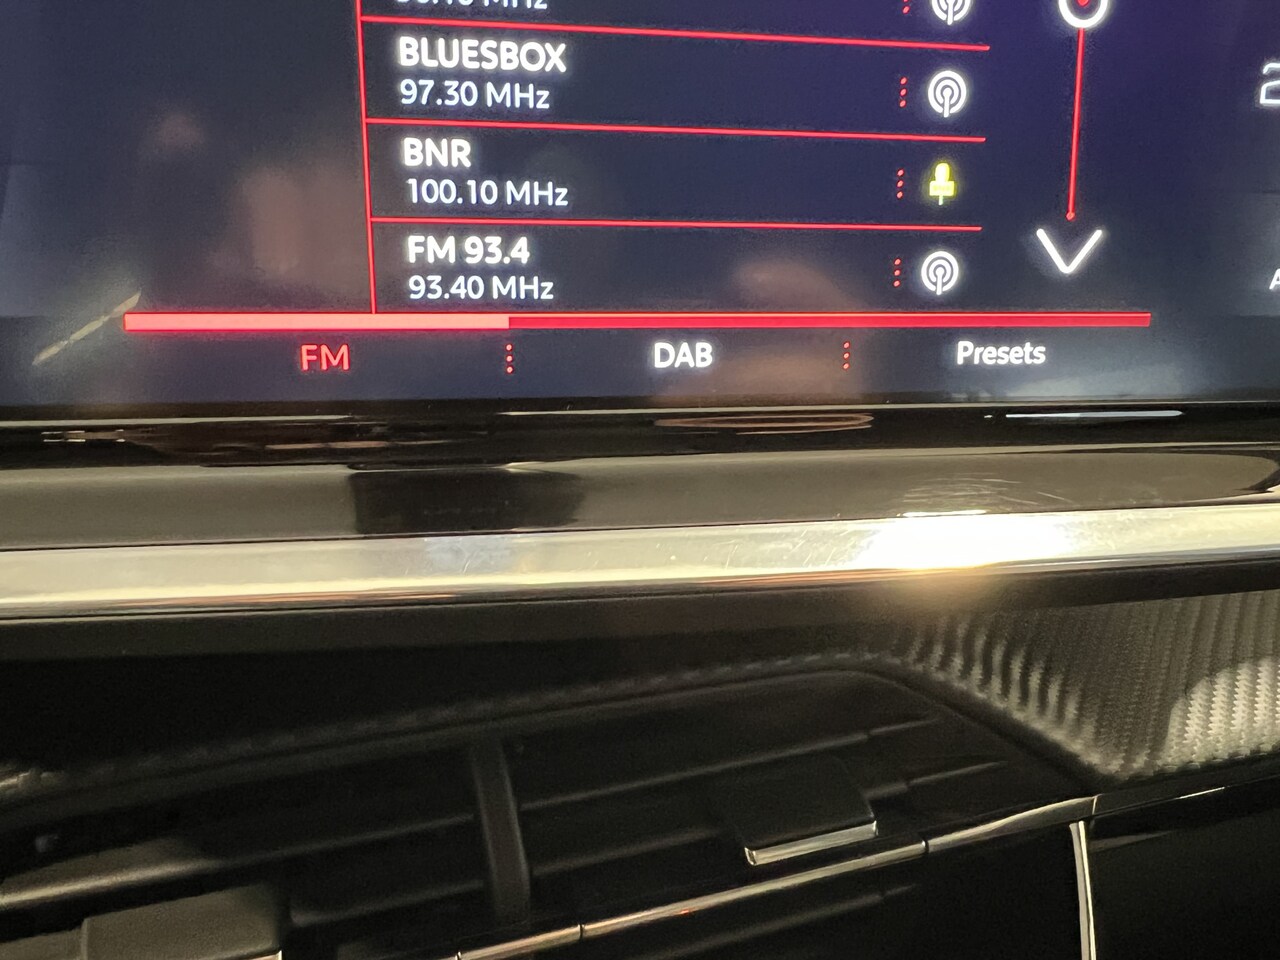 BLUESBOX
97.30 MHz
BNR
100.10 MHz
FM 93.4
93.40 MHz
FM
DAB
Presets